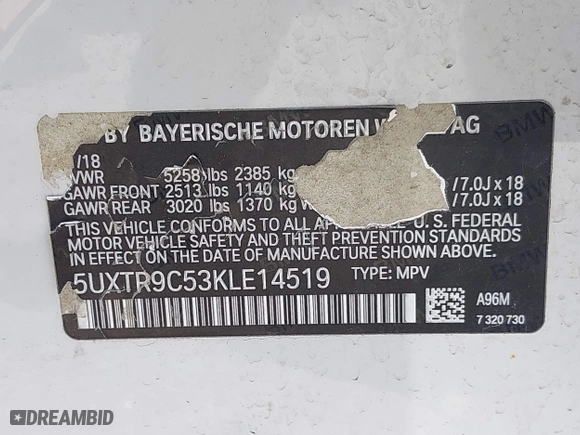 BY BAYERISCHE MOTOREN W AG
/18
VWR 5258 lbs 2385 kg
GAWR FRONT 2513 lbs 1140 kg /7.0J x 18
GAWR REAR 3020 lbs 1370 kg W /7.0J x 18
THIS VEHICLE CONFORMS TO ALL APPLICABLE U. S. FEDERAL
MOTOR VEHICLE SAFETY AND THEFT PREVENTION STANDARDS
IN EFFECT ON THE DATE OF MANUFACTURE SHOWN ABOVE.
5UXTR9C53KLE14519 TYPE: MPV
A96M
7 320 730
DREAMBID